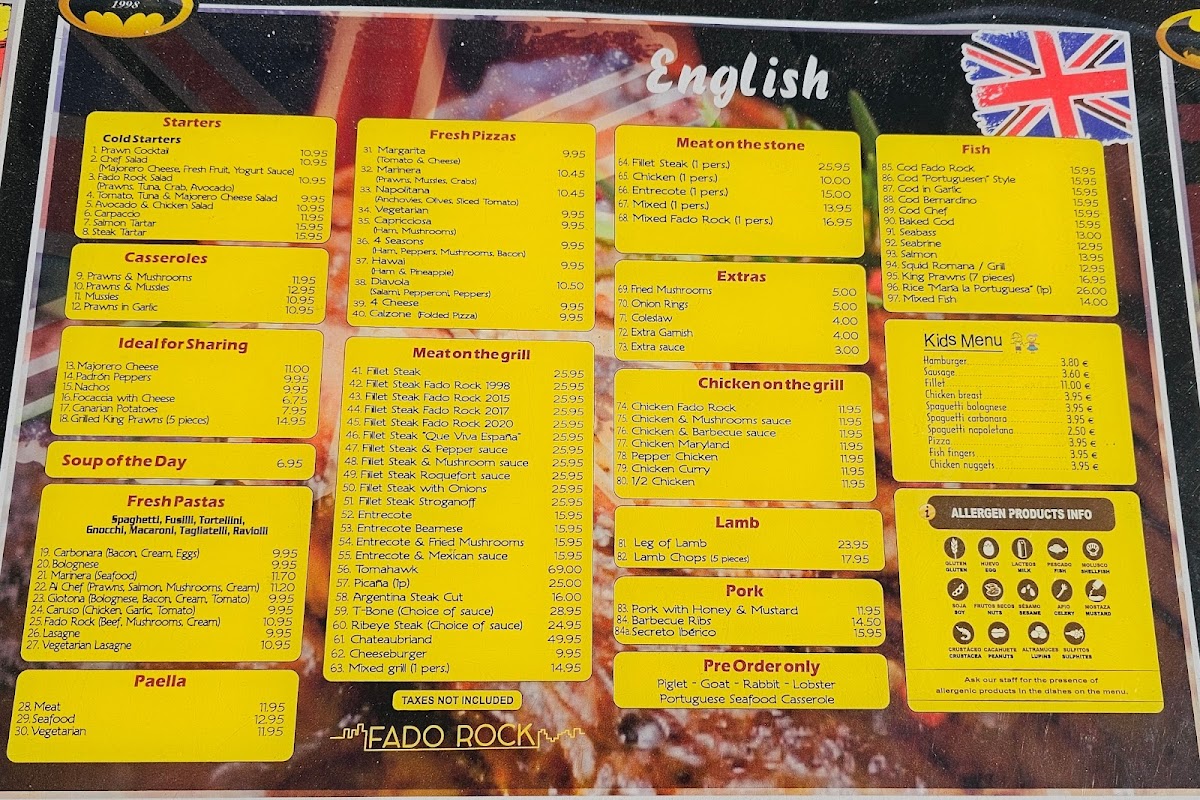 1998
English
Starters
Cold Starters
1. Prawn Cocktail 10.95
2. Chef Salad 10.95
(Majorero Cheese, Fresh Fruit, Yogurt Sauce)
3. Fado Rock Salad 10.95
(Prawns, Tuna, Crab, Avocado)
4. Tomato, Tuna & Majorero Cheese Salad 9.95
5. Avocado & Chicken Salad 10.95
6. Carpaccio 11.95
7. Salmon Tartar 15.95
8. Steak Tartar 15.95
Casseroles
9. Prawns & Mushrooms 11.95
10. Prawns & Mussles 12.95
11. Mussles 10.95
12. Prawns in Garlic 10.95
Ideal for Sharing
13. Majorero Cheese 11.00
14. Padrón Peppers 9.95
15. Nachos 9.95
16. Focaccia with Cheese 6.75
17. Canarian Potatoes 7.95
18. Grilled King Prawns (5 pieces) 14.95
Soup of the Day 6.95
Fresh Pastas
Spaghetti, Fusilli, Tortellini,
Gnocchi, Macaroni, Tagliatelli, Raviolli
19. Carbonara (Bacon, Cream, Eggs) 9.95
20. Bolognese 9.95
21. Marinera (Seafood) 11.70
22. Al Chef (Prawns, Salmon, Mushrooms, Cream) 11.20
23. Giotona (Bolognese, Bacon, Cream, Tomato) 9.95
24. Caruso (Chicken, Garlic, Tomato) 9.95
25. Fado Rock (Beef, Mushrooms, Cream) 10.95
26. Lasagne 9.95
27. Vegetarian Lasagne 10.95
Paella
28. Meat 11.95
29. Seafood 12.95
30. Vegetarian 11.95
Fresh Pizzas
31. Margarita 9.95
(Tomato & Cheese)
32. Marinera 10.45
(Prawns, Mussles, Crabs)
33. Napolitana 10.45
(Anchovies, Olives, Sliced Tomato)
34. Vegetarian 9.95
35. Capricciosa 9.95
(Ham, Mushrooms)
36. 4 Seasons 9.95
(Ham, Peppers, Mushrooms, Bacon)
37. Hawai 9.95
(Ham & Pineapple)
38. Diavola 10.50
(Salami, Pepperoni, Peppers)
39. 4 Cheese 9.95
40. Calzone (Folded Pizza) 9.95
Meat on the grill
41. Fillet Steak 25.95
42. Fillet Steak Fado Rock 1998 25.95
43. Fillet Steak Fado Rock 2015 25.95
44. Fillet Steak Fado Rock 2017 25.95
45. Fillet Steak Fado Rock 2020 25.95
46. Fillet Steak "Que Viva España" 25.95
47. Fillet Steak & Pepper sauce 25.95
48. Fillet Steak & Mushroom sauce 25.95
49. Fillet Steak Roquefort sauce 25.95
50. Fillet Steak with Onions 25.95
51. Fillet Steak Stroganoff 25.95
52. Entrecote 15.95
53. Entrecote Bearnese 15.95
54. Entrecote & Fried Mushrooms 15.95
55. Entrecote & Mexican sauce 15.95
56. Tomahawk 69.00
57. Picaña (1p) 25.00
58. Argentina Steak Cut 16.00
59. T-Bone (Choice of sauce) 28.95
60. Ribeye Steak (Choice of sauce) 24.95
61. Chateaubriand 49.95
62. Cheeseburger 9.95
63. Mixed grill (1 pers.) 14.95
TAXES NOT INCLUDED
FADO ROCK
Meat on the stone
64. Fillet Steak (1 pers.) 25.95
65. Chicken (1 pers.) 10.00
66. Entrecote (1 pers.) 15.00
67. Mixed (1 pers.) 13.95
68. Mixed Fado Rock (1 pers.) 16.95
Extras
69. Fried Mushrooms 5.00
70. Onion Rings 5.00
71. Coleslaw 4.00
72. Extra Garnish 4.00
73. Extra sauce 3.00
Chicken on the grill
74. Chicken Fado Rock 11.95
75. Chicken & Mushrooms sauce 11.95
76. Chicken & Barbecue sauce 11.95
77. Chicken Maryland 11.95
78. Pepper Chicken 11.95
79. Chicken Curry 11.95
80. 1/2 Chicken 11.95
Lamb
81. Leg of Lamb 23.95
82. Lamb Chops (5 pieces) 17.95
Pork
83. Pork with Honey & Mustard 11.95
84. Barbecue Ribs 14.50
84a. Secreto Ibérico 15.95
Pre Order only
Piglet - Goat - Rabbit - Lobster
Portuguese Seafood Casserole
Fish
85. Cod Fado Rock 15.95
86. Cod "Portuguesen" Style 15.95
87. Cod in Garlic 15.95
88. Cod Bernardino 15.95
89. Cod Chef 15.95
90. Baked Cod 15.95
91. Seabass 13.00
92. Seabrine 12.95
93. Salmon 13.95
94. Squid Romana / Grill 12.95
95. King Prawns (7 pieces) 16.95
96. Rice "Maria la Portuguesa" (1p) 26.00
97. Mixed Fish 14.00
Kids Menu
Hamburger 3.80 €
Sausage 3.60 €
Fillet 11.00 €
Chicken breast 3.95 €
Spaguetti bolognese 3.95 €
Spaguetti carbonara 3.95 €
Spaguetti napoletana 2.50 €
Pizza 3.95 €
Fish fingers 3.95 €
Chicken nuggets 3.95 €
i ALLERGEN PRODUCTS INFO
GLUTEN HUEVO LACTEOS PESCADO MOLUSCO
GLUTEN EGG MILK FISH SHELLFISH
SOJA FRUTOS SECOS SÉSAMO APIO MOSTAZA
SOY NUTS SESAME CELERY MUSTARD
CRUSTÁCEO CACAHUETE ALTRAMUCES SULFITOS
CRUSTACEA PEANUTS LUPINS SULPHITES
Ask our staff for the presence of
allergenic products in the dishes on the menu.